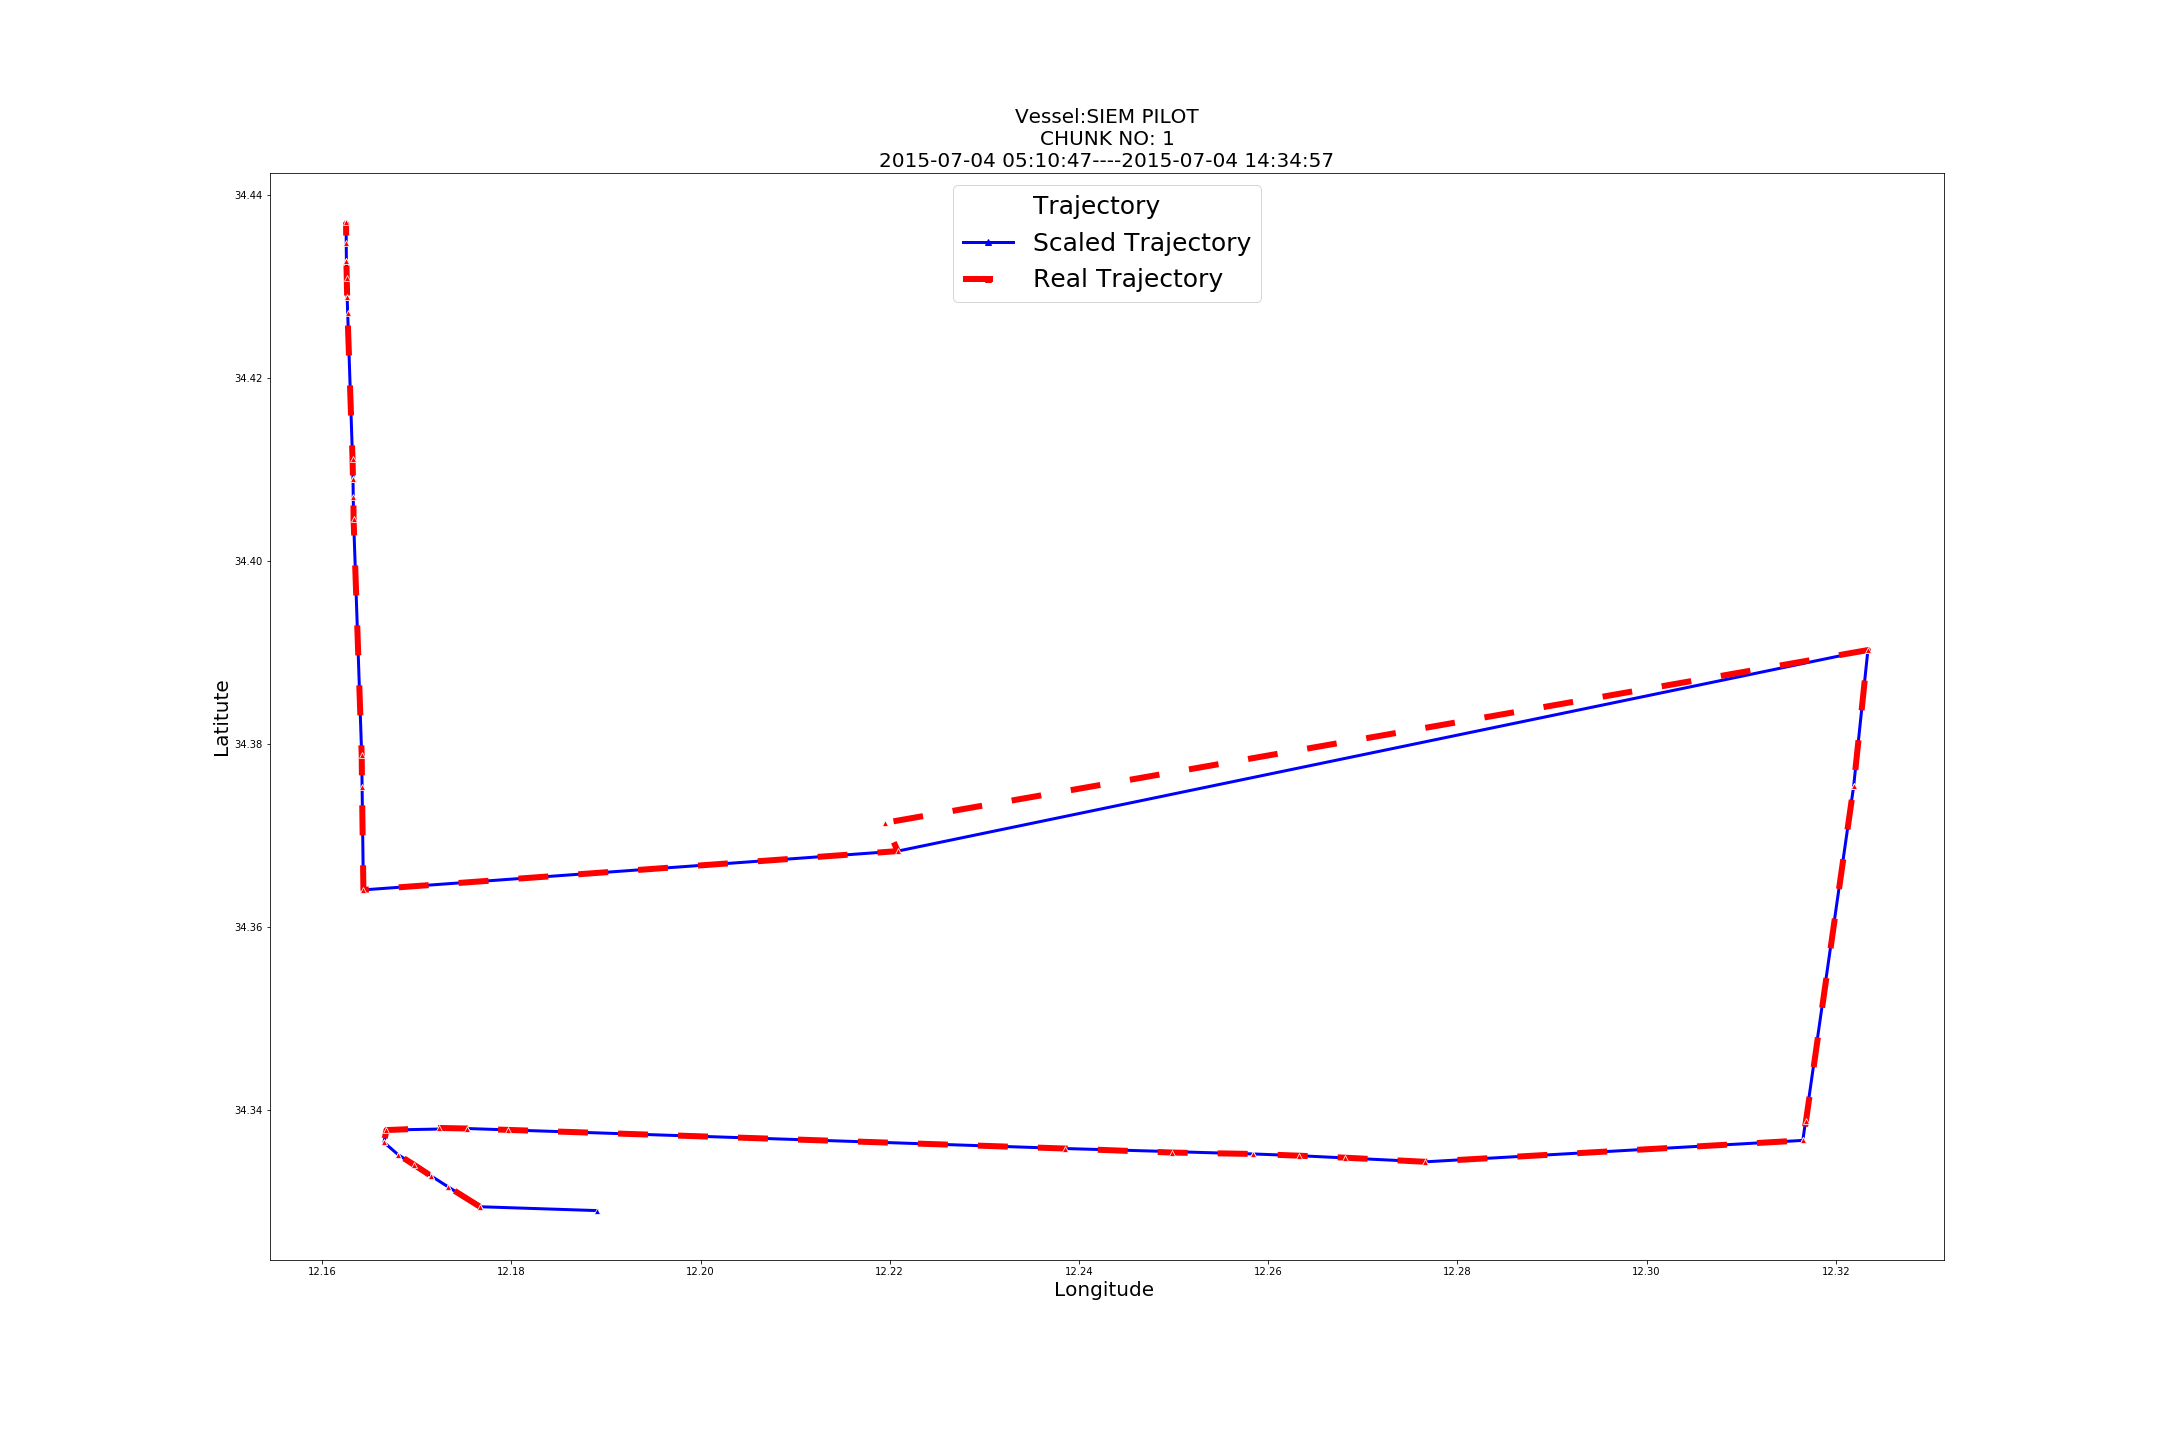 Vessel:SIEM PILOT
CHUNK NO: 1
2015-07-04 05:10:47----2015-07-04 14:34:57
Trajectory
Scaled Trajectory
Real Trajectory
34.44
34.42
34.40
34.38
34.36
34.34
Latitute
12.16 12.18 12.20 12.22 12.24 12.26 12.28 12.30 12.32
Longitude